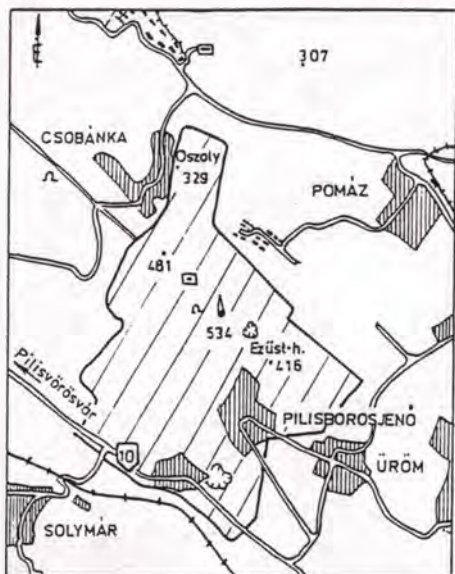 307
CSOBÁNKA
Oszoly
329
POMÁZ
481
534
Ezüst-h.
416
Pilisvörösvár
PILISBOROSJENŐ
10
ÜRÖM
SOLYMÁR